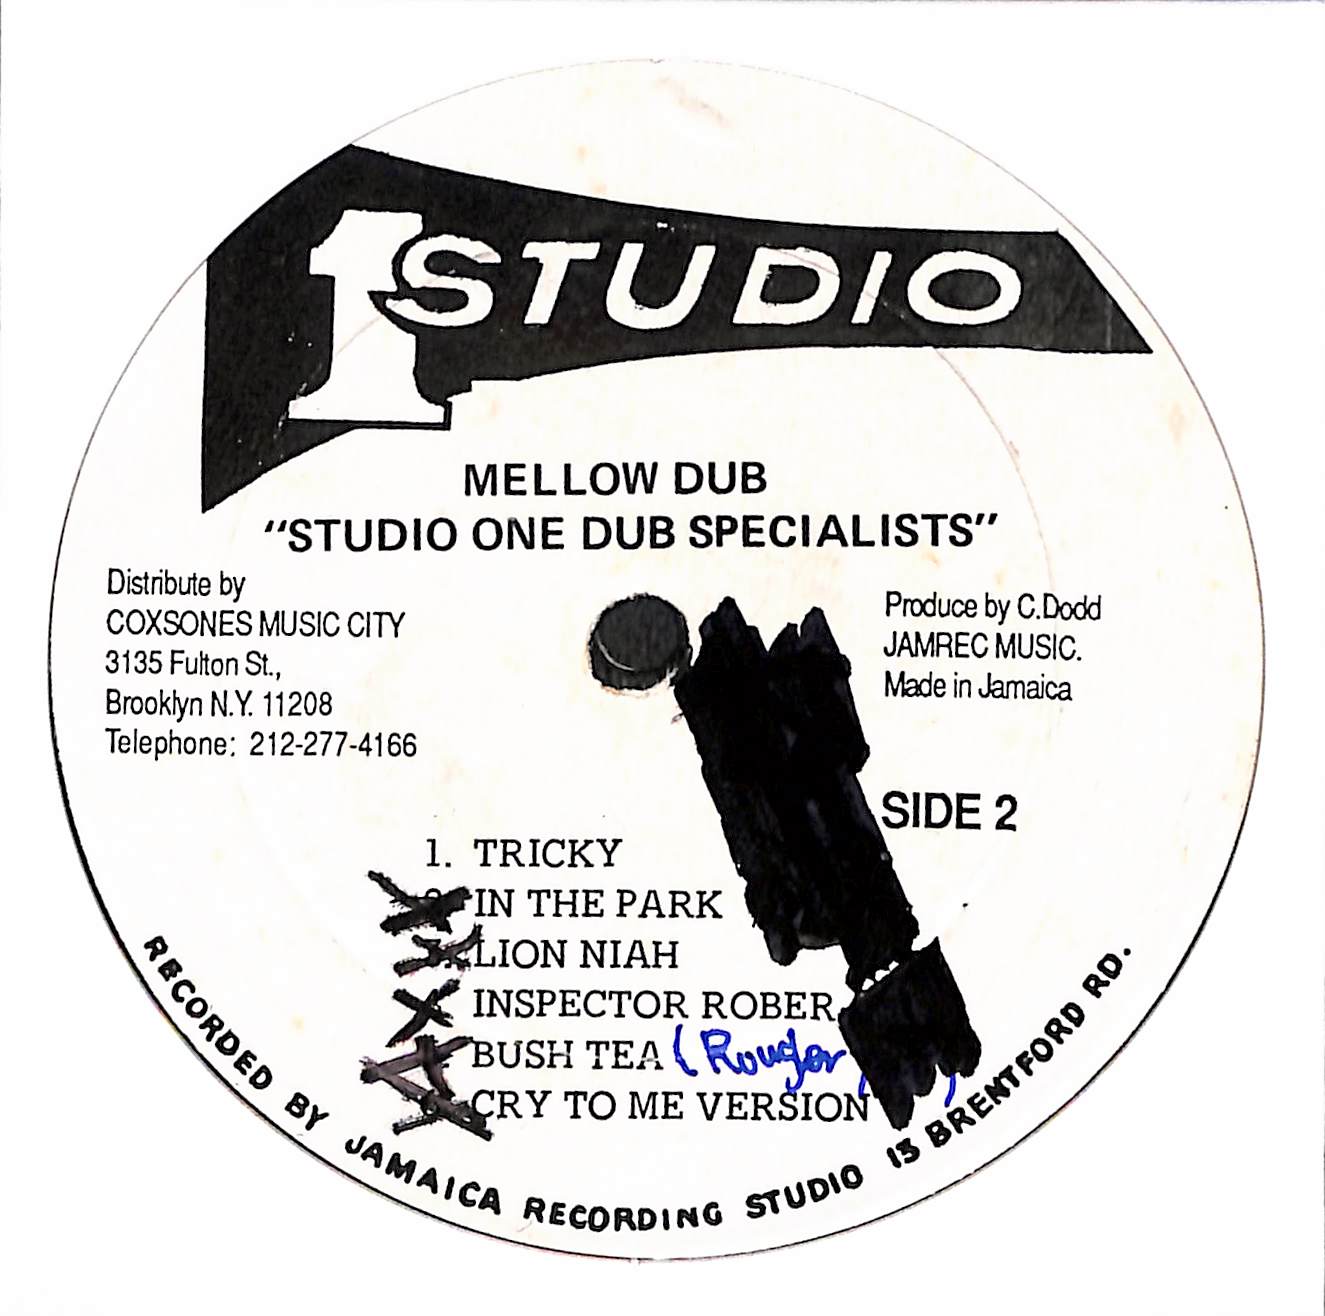 1 STUDIO
MELLOW DUB
"STUDIO ONE DUB SPECIALISTS"
Distribute by
COXSONES MUSIC CITY
3135 Fulton St.,
Brooklyn N.Y. 11208
Telephone: 212-277-4166
Produce by C.Dodd
JAMREC MUSIC.
Made in Jamaica
SIDE 2
1. TRICKY
IN THE PARK
LION NIAH
INSPECTOR ROBER
BUSH TEA (
CRY TO ME VERSION
RECORDED BY JAMAICA RECORDING STUDIO 13 BRENTFORD RD.